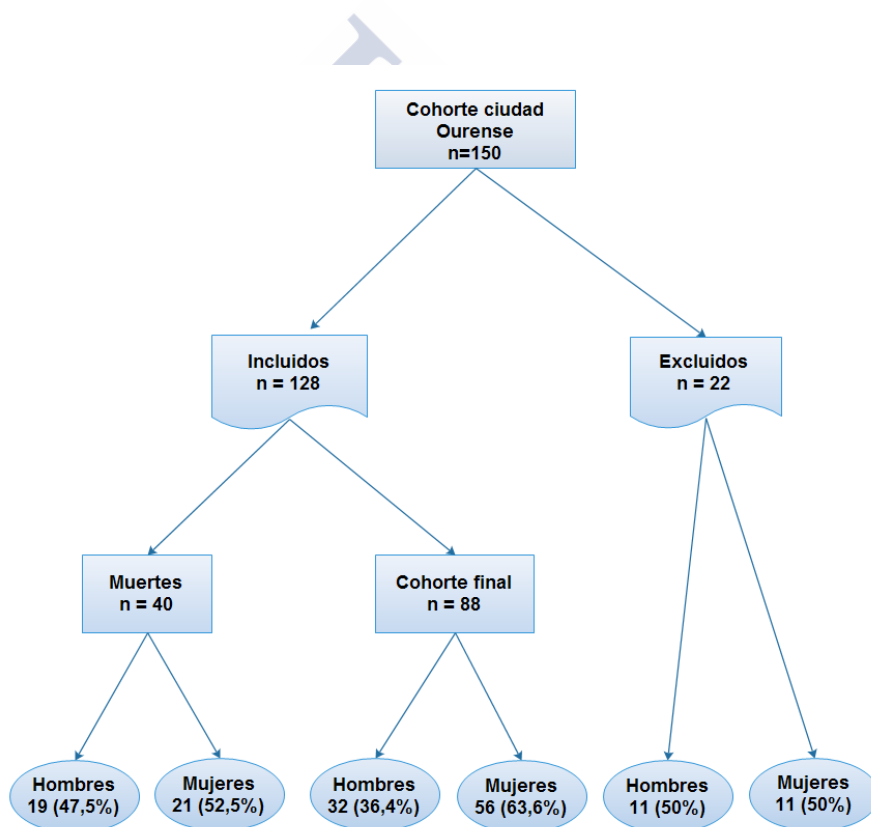 Cohorte ciudad
Ourense
n=150
Incluidos
n = 128
Excluidos
n = 22
Muertes
n = 40
Cohorte final
n = 88
Hombres
19 (47,5%)
Mujeres
21 (52,5%)
Hombres
32 (36,4%)
Mujeres
56 (63,6%)
Hombres
11 (50%)
Mujeres
11 (50%)